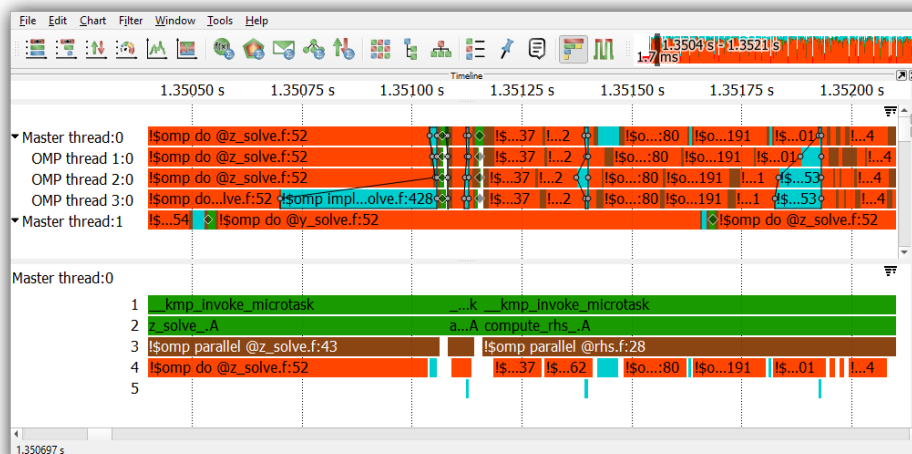 File Edit Chart Filter Window Tools Help
1.3504 s - 1.3521 s
1.7 ms
Timeline
1.35050 s 1.35075 s 1.35100 s 1.35125 s 1.35150 s 1.35175 s 1.35200 s
Master thread:0 !$omp do @z_solve.f:52 !$...37 !...2 !$o...:80 !$o...191 !$...01 !...4
OMP thread 1:0 !$omp do @z_solve.f:52 !$...37 !...2 !$o...:80 !$o...191 !$...01 !...4
OMP thread 2:0 !$omp do @z_solve.f:52 !$...37 !...2 !$o...:80 !$o...191 !...1 !$...53 !...4
OMP thread 3:0 !$omp do...lve.f:52 !$omp impl...olve.f:428 !$...37 !...2 !$o...:80 !$o...191 !...1 !$...53 !...4
Master thread:1 !$...54 !$omp do @y_solve.f:52 !$omp do @z_solve.f:52
Master thread:0
1 __kmp_invoke_microtask _...k __kmp_invoke_microtask
2 z_solve_.A a...A compute_rhs_.A
3 !$omp parallel @z_solve.f:43 !$omp parallel @rhs.f:28
4 !$omp do @z_solve.f:52 !$...37 !$...62 !$o...:80 !$o...191 !$...01 !...4
5
1.350697 s